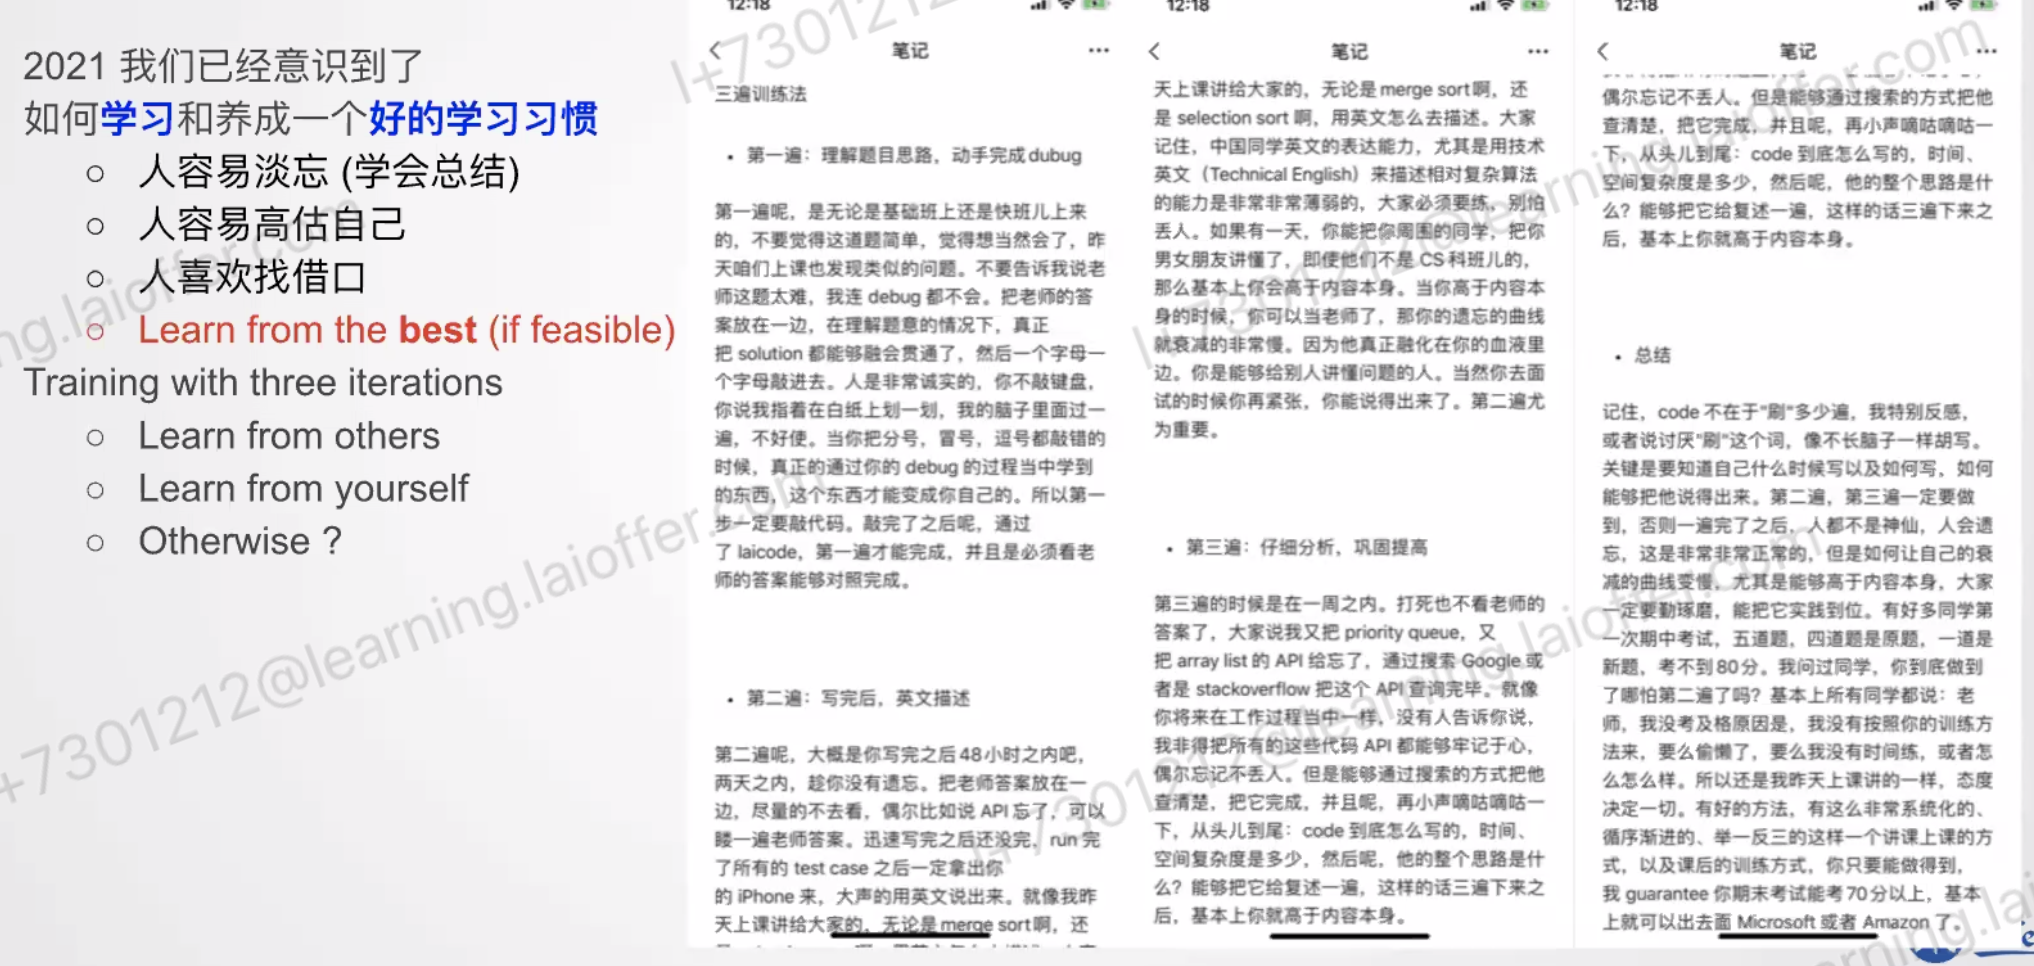 2021 我们已经意识到了
如何学习和养成一个好的学习习惯
○ 人容易淡忘 (学会总结)
○ 人容易高估自己
○ 人喜欢找借口
○ Learn from the best (if feasible)
Training with three iterations
○ Learn from others
○ Learn from yourself
○ Otherwise ?
12:18
笔记
三遍训练法
• 第一遍：理解题目思路，动手完成dubug
第一遍呢，是无论是基础班上还是快班儿上来
的，不要觉得这道题简单，觉得想当然会了，昨
天咱们上课也发现类似的问题。不要告诉我说老
师这题太难，我连 debug 都不会。把老师的答
案放在一边，在理解题意的情况下，真正
把 solution 都能够融会贯通了，然后一个字母一
个字母敲进去。人是非常诚实的，你不敲键盘，
你说我指着在白纸上划一划，我的脑子里面过一
遍，不好使。当你把分号，冒号，逗号都敲错的
时候，真正的通过你的 debug 的过程当中学到
的东西，这个东西才能变成你自己的。所以第一
步一定要敲代码。敲完了之后呢，通过
了 laicode，第一遍才能完成，并且是必须看老
师的答案能够对照完成。
• 第二遍：写完后，英文描述
第二遍呢，大概是你写完之后48小时之内吧，
两天之内，趁你没有遗忘。把老师答案放在一
边，尽量的不去看，偶尔比如说 API 忘了，可以
瞜一遍老师答案。迅速写完之后还没完，run 完
了所有的 test case 之后一定拿出你
的 iPhone 来，大声的用英文说出来。就像我昨
天上课讲给大家的，无论是merge sort啊，还
12:18
笔记
天上课讲给大家的，无论是merge sort啊，还
是 selection sort 啊，用英文怎么去描述。大家
记住，中国同学英文的表达能力，尤其是用技术
英文（Technical English）来描述相对复杂算法
的能力是非常非常薄弱的，大家必须要练，别怕
丢人。如果有一天，你能把你周围的同学，把你
男女朋友讲懂了，即使他们不是 CS 科班儿的，
那么基本上你会高于内容本身。当你高于内容本
身的时候，你可以当老师了，那你的遗忘的曲线
就衰减的非常慢。因为他真正融化在你的血液里
边。你是能够给别人讲懂问题的人。当然你去面
试的时候你再紧张，你能说得出来了。第二遍尤
为重要。
• 第三遍：仔细分析，巩固提高
第三遍的时候是在一周之内。打死也不看老师的
答案了，大家说我又把 priority queue，又
把 array list 的 API 给忘了，通过搜索 Google 或
者是 stackoverflow 把这个 API 查询完毕。就像
你将来在工作过程当中一样，没有人告诉你说，
我非得把所有的这些代码 API 都能够牢记于心，
偶尔忘记不丢人。但是能够通过搜索的方式把他
查清楚，把它完成，并且呢，再小声嘀咕嘀咕一
下，从头儿到尾：code 到底怎么写的，时间、
空间复杂度是多少，然后呢，他的整个思路是什
么？能够把它给复述一遍，这样的话三遍下来之
后，基本上你就高于内容本身。
12:18
笔记
偶尔忘记不丢人。但是能够通过搜索的方式把他
查清楚，把它完成，并且呢，再小声嘀咕嘀咕一
下，从头儿到尾：code 到底怎么写的，时间、
空间复杂度是多少，然后呢，他的整个思路是什
么？能够把它给复述一遍，这样的话三遍下来之
后，基本上你就高于内容本身。
• 总结
记住，code 不在于"刷"多少遍，我特别反感，
或者说讨厌"刷"这个词，像不长脑子一样胡写。
关键是要知道自己什么时候写以及如何写，如何
能够把他说得出来。第二遍，第三遍一定要做
到，否则一遍完了之后，人都不是神仙，人会遗
忘，这是非常非常正常的，但是如何让自己的衰
减的曲线变慢，尤其是能够高于内容本身，大家
一定要勤琢磨，能把它实践到位。有好多同学第
一次期中考试，五道题，四道题是原题，一道是
新题，考不到80分。我问过同学，你到底做到
了哪怕第二遍了吗？基本上所有同学都说：老
师，我没考及格原因是，我没有按照你的训练方
法来，要么偷懒了，要么我没有时间练，或者怎
么怎么样。所以还是我昨天上课讲的一样，态度
决定一切。有好的方法，有这么非常系统化的、
循序渐进的、举一反三的这样一个讲课上课的方
式，以及课后的训练方式，你只要能做得到，
我 guarantee 你期末考试能考70分以上，基本
上就可以出去面 Microsoft 或者 Amazon 了。
l+7301212@learning.laioffer.com